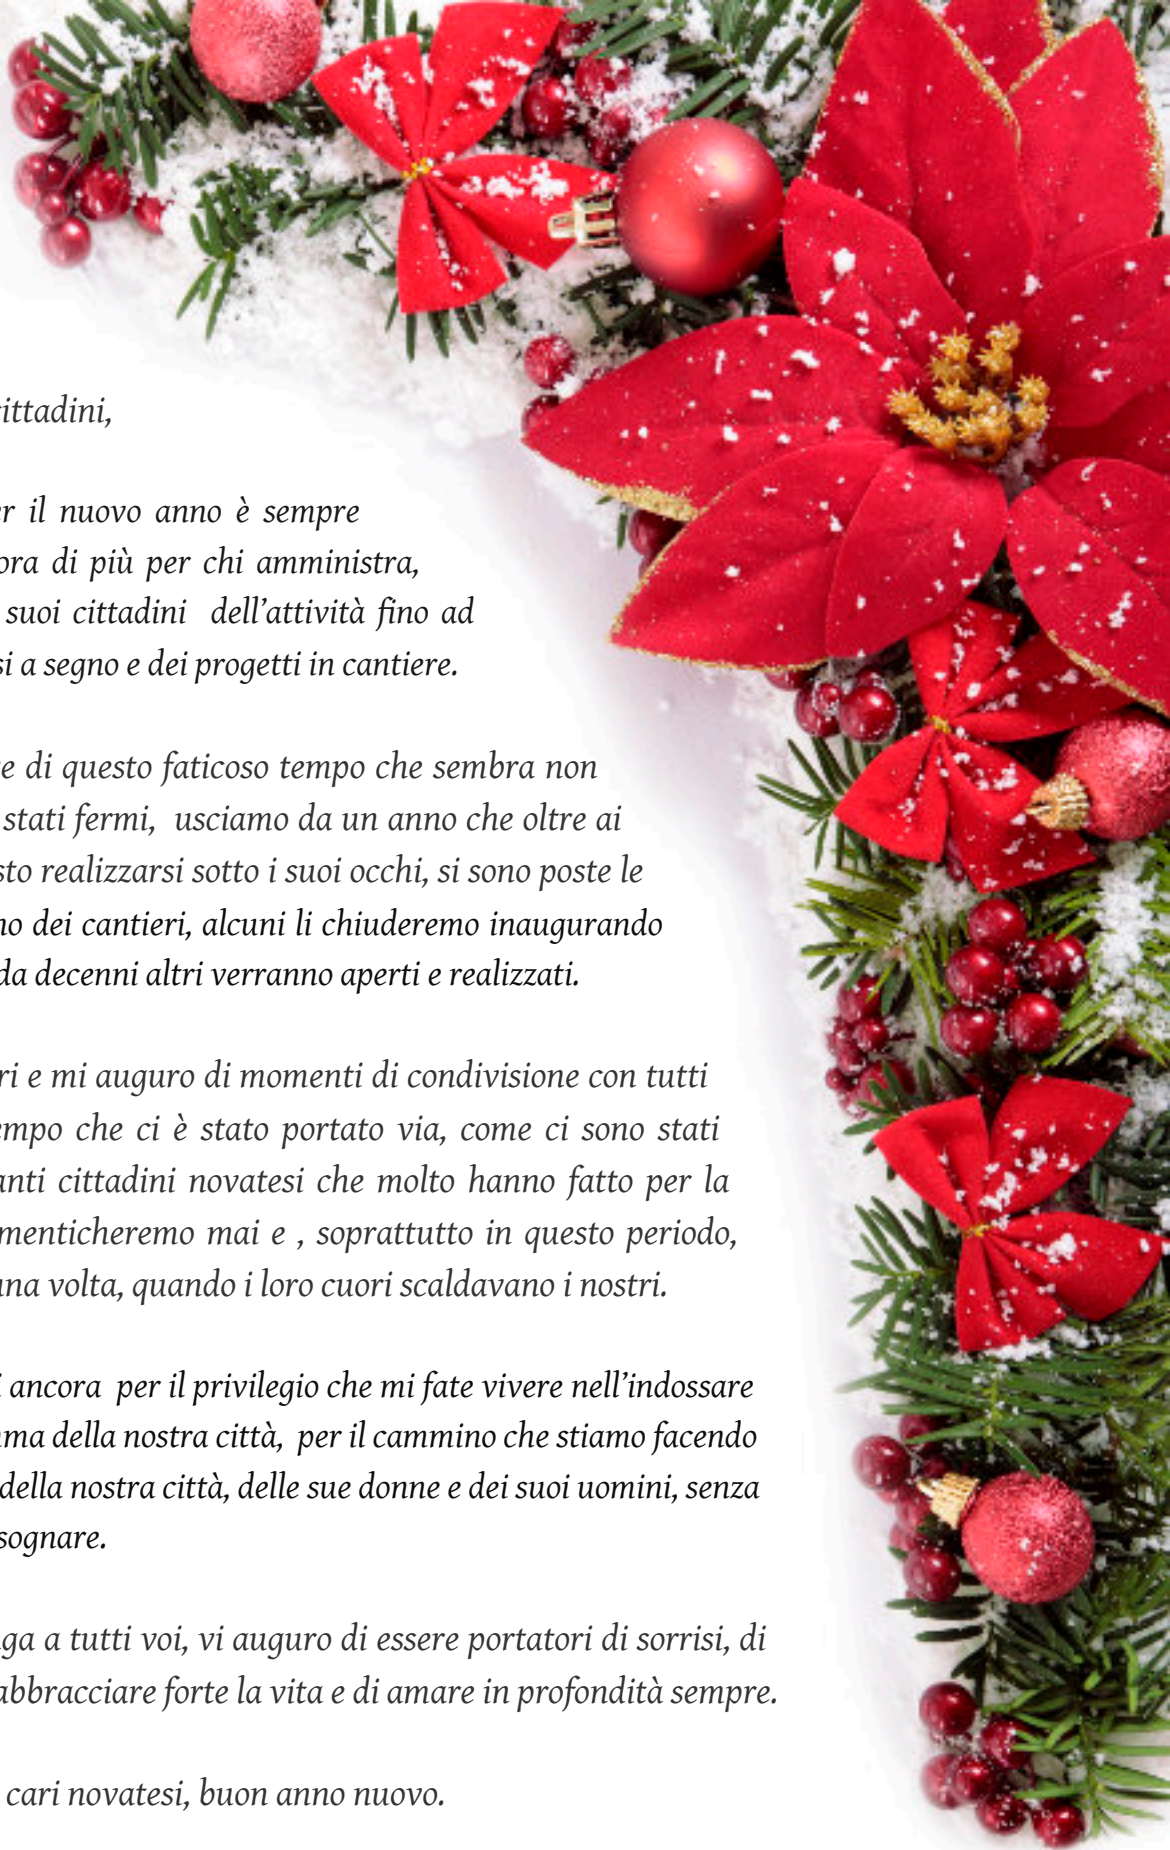 cittadini,
er il nuovo anno è sempre
ora di più per chi amministra,
suoi cittadini dell'attività fino ad
si a segno e dei progetti in cantiere.
e di questo faticoso tempo che sembra non
stati fermi, usciamo da un anno che oltre ai
sto realizzarsi sotto i suoi occhi, si sono poste le
no dei cantieri, alcuni li chiuderemo inaugurando
da decenni altri verranno aperti e realizzati.
ri e mi auguro di momenti di condivisione con tutti
empo che ci è stato portato via, come ci sono stati
anti cittadini novatesi che molto hanno fatto per la
menticheremo mai e , soprattutto in questo periodo,
una volta, quando i loro cuori scaldavano i nostri.
ancora per il privilegio che mi fate vivere nell'indossare
ma della nostra città, per il cammino che stiamo facendo
della nostra città, delle sue donne e dei suoi uomini, senza
sognare.
ga a tutti voi, vi auguro di essere portatori di sorrisi, di
abbracciare forte la vita e di amare in profondità sempre.
cari novatesi, buon anno nuovo.